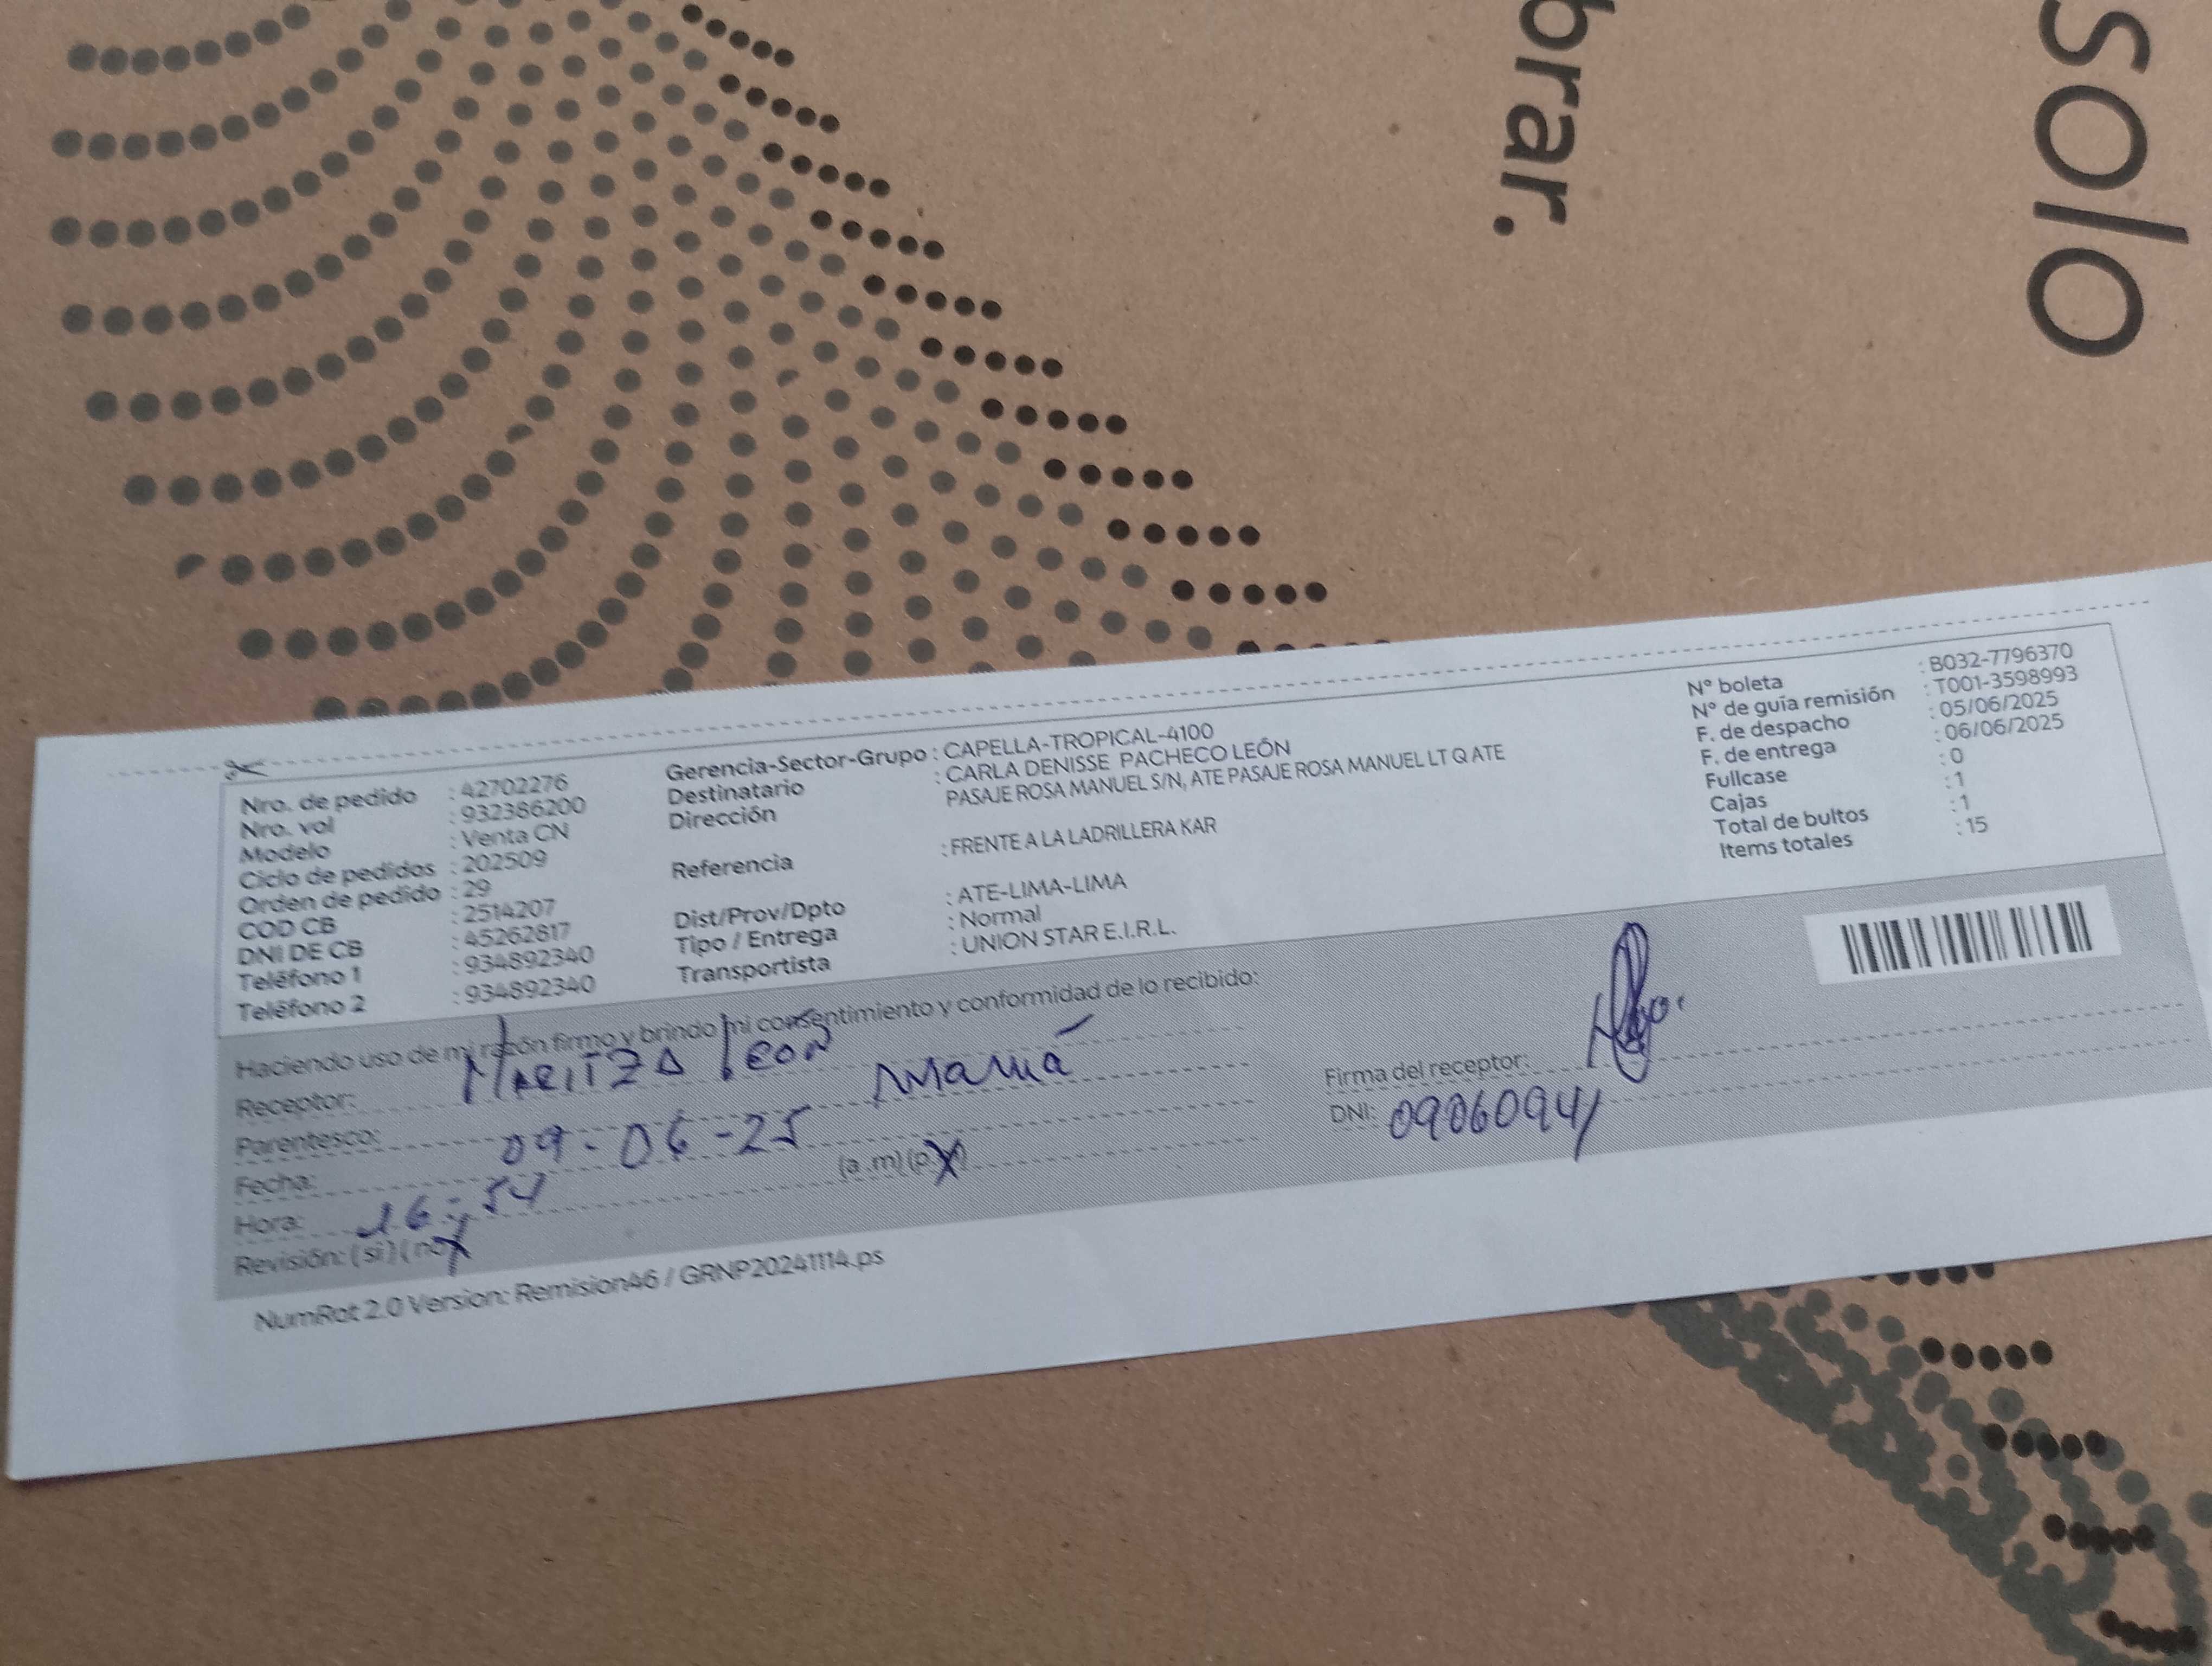 brar.
solo
Nro. de pedido : 42702276
Nro. vol : 932386200
Modelo : Venta CN
Ciclo de pedidos : 202509
Orden de pedido : 29
COD CB : 2514207
DNI DE CB : 45262817
Teléfono 1 : 934892340
Teléfono 2 : 934892340
Gerencia-Sector-Grupo : CAPELLA-TROPICAL-4100
Destinatario : CARLA DENISSE PACHECO LEÓN
Dirección PASAJE ROSA MANUEL S/N, ATE PASAJE ROSA MANUEL LT Q ATE
Referencia : FRENTE A LA LADRILLERA KAR
Dist/Prov/Dpto : ATE-LIMA-LIMA
Tipo / Entrega : Normal
Transportista : UNION STAR E.I.R.L.
N° boleta : B032-7796370
N° de guía remisión : T001-3598993
F. de despacho : 05/06/2025
F. de entrega : 06/06/2025
Fullcase : 0
Cajas : 1
Total de bultos : 1
Items totales : 15
Haciendo uso de mi razón firmo y brindo mi consentimiento y conformidad de lo recibido:
Receptor: Maritza Leon
Parentesco: Mamá
Fecha: 09-06-25
Hora: 16:54 (a .m) (p.
Revisión: ( si ) ( no
Firma del receptor:
DNI:
NumRot 2.0 Version: Remision46 / GRNP20241114.ps